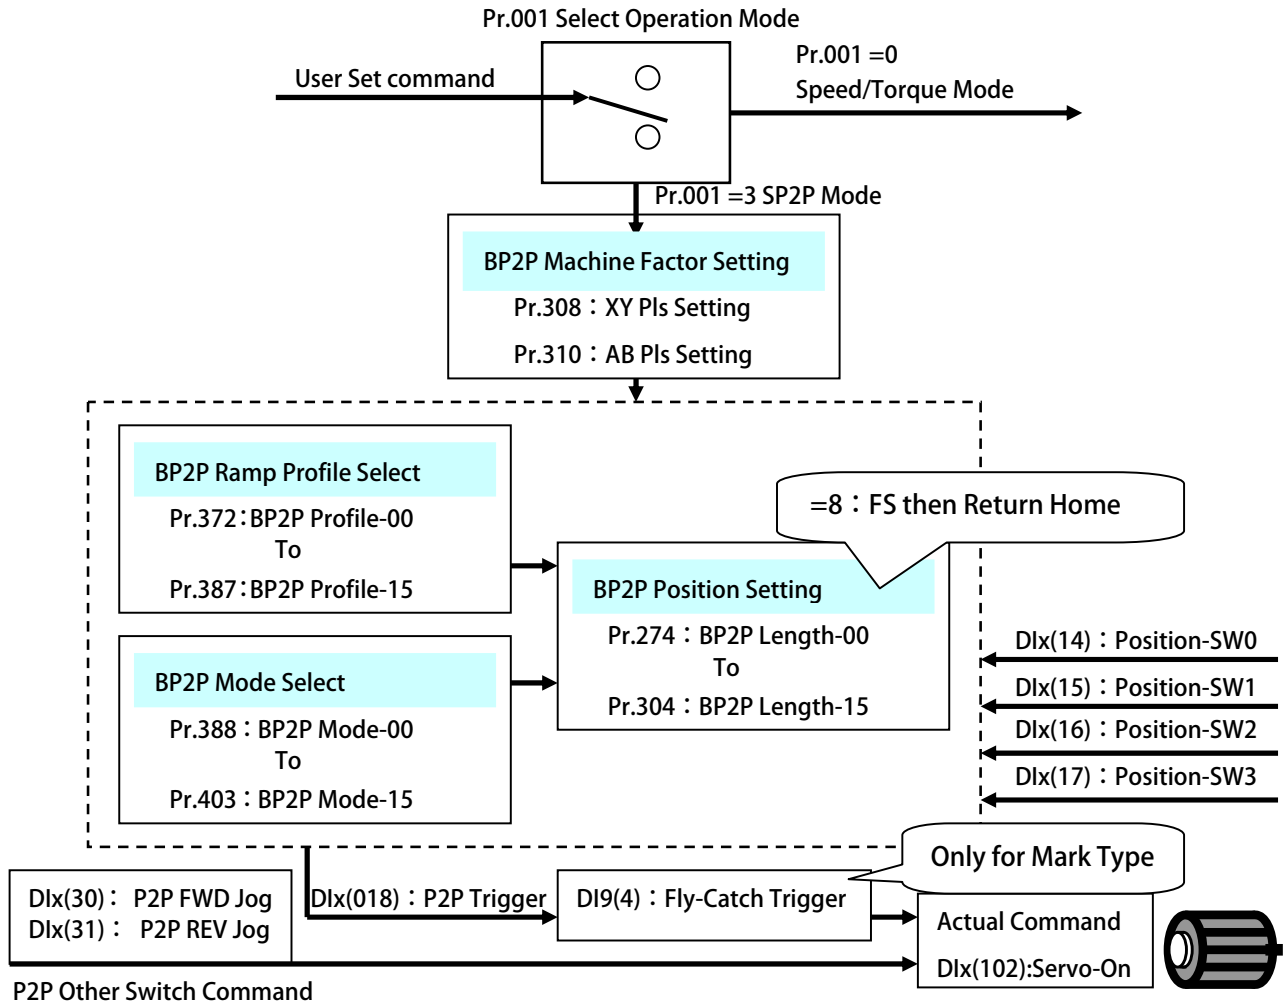 Pr.001 Select Operation Mode
User Set command
Pr.001 =0
Speed/Torque Mode
Pr.001 =3 SP2P Mode
BP2P Machine Factor Setting
Pr.308：XY Pls Setting
Pr.310：AB Pls Setting
BP2P Ramp Profile Select
Pr.372：BP2P Profile-00
To
Pr.387：BP2P Profile-15
=8：FS then Return Home
BP2P Position Setting
Pr.274：BP2P Length-00
To
Pr.304：BP2P Length-15
BP2P Mode Select
Pr.388：BP2P Mode-00
To
Pr.403：BP2P Mode-15
DIx(14)：Position-SW0
DIx(15)：Position-SW1
DIx(16)：Position-SW2
DIx(17)：Position-SW3
Only for Mark Type
DIx(30)： P2P FWD Jog
DIx(31)： P2P REV Jog
DIx(018)：P2P Trigger
DI9(4)：Fly-Catch Trigger
Actual Command
DIx(102):Servo-On
P2P Other Switch Command